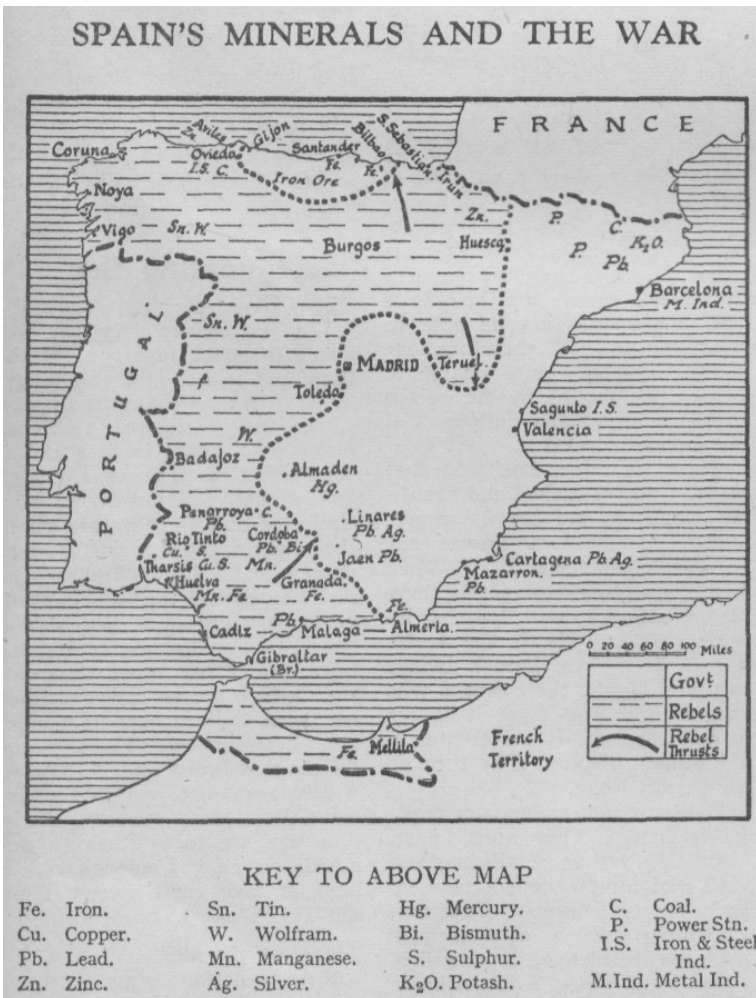 SPAIN'S MINERALS AND THE WAR
FRANCE
Coruna
Zn
Aviles
Gijon
Oviedo
I.S. C.
Santander
Fe.
Bilbao
Fe.
S. Sebastian
Irun
Iron Ore
Noya
Vigo
Sn. W.
Burgos
Zn.
Huesca
P.
C.
K2O.
P.
Pb.
Barcelona
M. Ind.
Sn. W.
MADRID
Teruel
Toledo
PORTUGAL
Sagunto I.S.
Valencia
W.
Badajoz
Almaden
Hg.
Penarroya C.
Pb.
Linares
Pb. Ag.
Rio Tinto
Cu. S.
Cordoba
Pb. Bi.
Jaen Pb.
Tharsis Cu. S.
Mn.
Cartagena Pb. Ag.
Mazarron
Pb.
Huelva
Mn. Fe.
Granada
Fe.
Fe.
Pb.
Cadiz
Malaga
Almeria
Gibraltar
(Br.)
0 20 40 60 80 100 Miles
Govt.
Rebels
Rebel
Thrusts
Fe.
Mellila
French
Territory
KEY TO ABOVE MAP
Fe. Iron. Sn. Tin. Hg. Mercury. C. Coal.
Cu. Copper. W. Wolfram. Bi. Bismuth. P. Power Stn.
Pb. Lead. Mn. Manganese. S. Sulphur. I.S. Iron & Steel
Ind.
Zn. Zinc. Ag. Silver. K2O. Potash. M.Ind. Metal Ind.